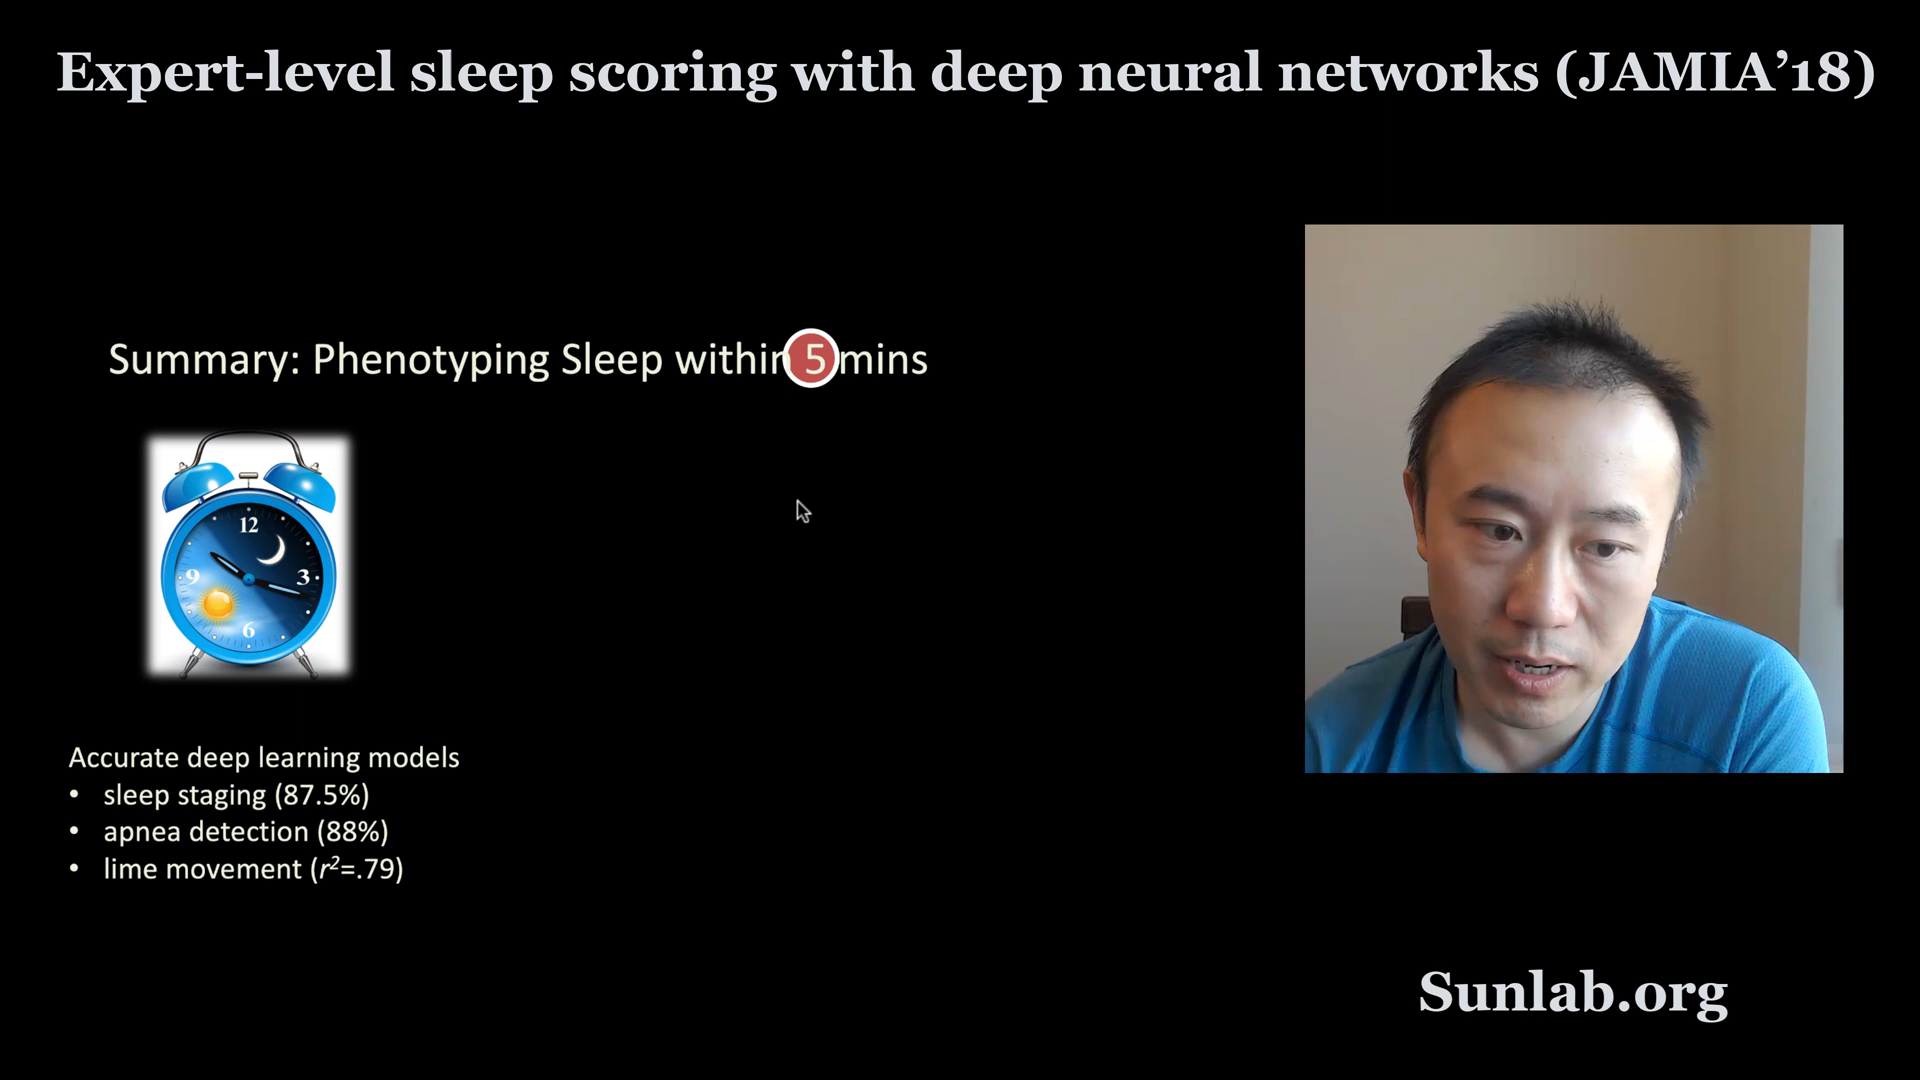 Expert-level sleep scoring with deep neural networks (JAMIA’18)
Summary: Phenotyping Sleep within 5 mins
12
9
3
6
Accurate deep learning models
• sleep staging (87.5%)
• apnea detection (88%)
• lime movement (r²=.79)
Sunlab.org